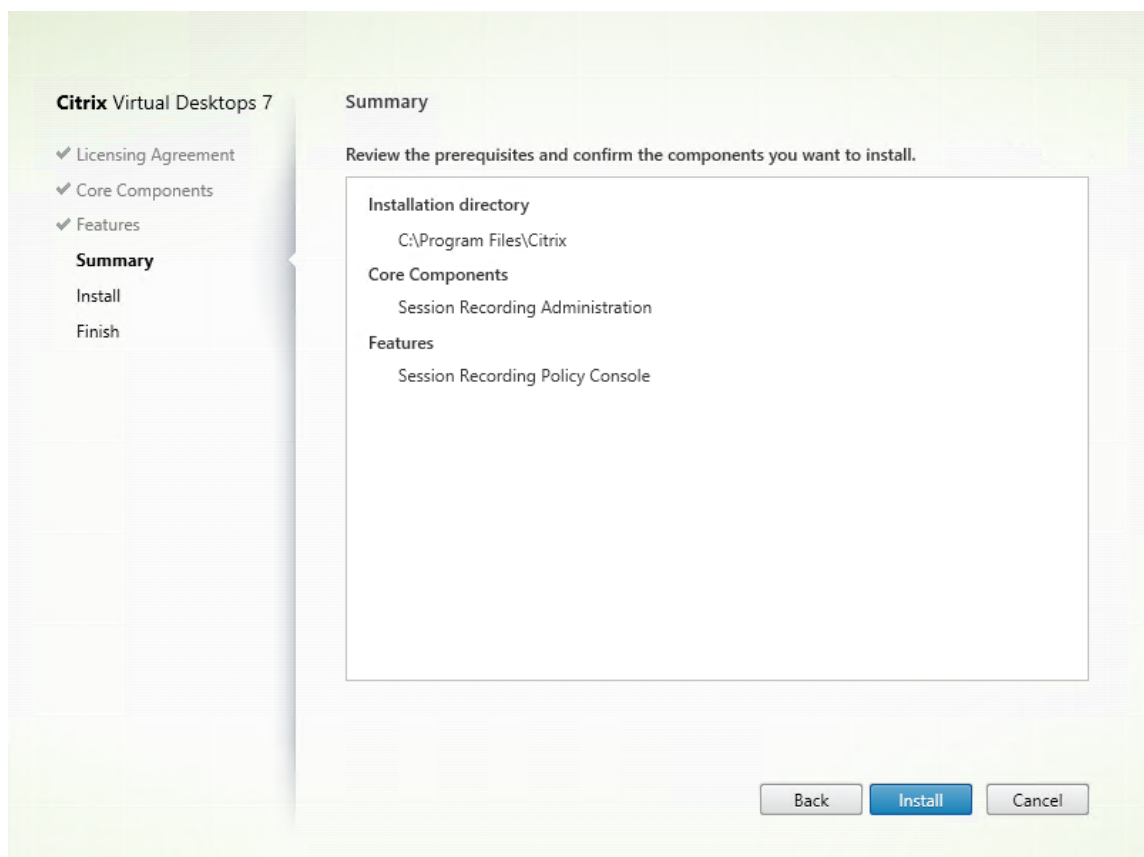 Citrix Virtual Desktops 7
✔ Licensing Agreement
✔ Core Components
✔ Features
Summary
Install
Finish
Summary
Review the prerequisites and confirm the components you want to install.
Installation directory
C:\Program Files\Citrix
Core Components
Session Recording Administration
Features
Session Recording Policy Console
Back
Install
Cancel